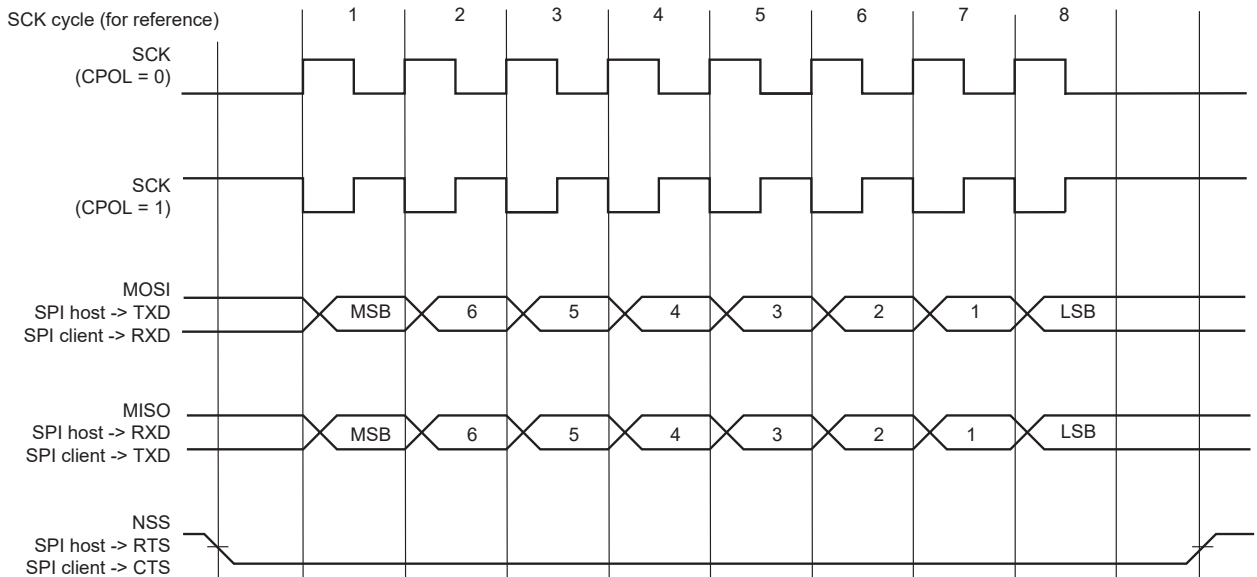 SCK cycle (for reference) 1 2 3 4 5 6 7 8
SCK
(CPOL = 0)
SCK
(CPOL = 1)
MOSI
SPI host -> TXD MSB 6 5 4 3 2 1 LSB
SPI client -> RXD
MISO
SPI host -> RXD MSB 6 5 4 3 2 1 LSB
SPI client -> TXD
NSS
SPI host -> RTS
SPI client -> CTS